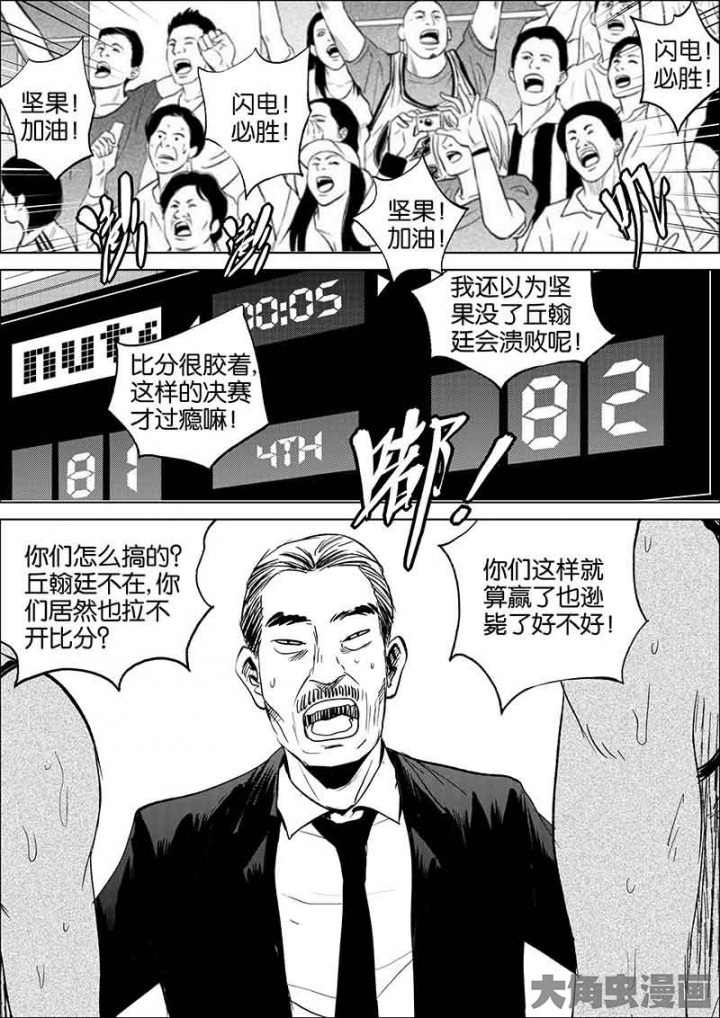 坚果！
加油！
闪电！
必胜！
闪电！
必胜！
坚果！
加油！
嘭
嘭
叽
nuts
00:05
我还以为坚
果没了丘翰
廷会溃败呢！
比分很胶着，
这样的决赛
才过瘾嘛！
81
4TH
82
嘟！
你们怎么搞的？
丘翰廷不在，你
们居然也拉不
开比分？
你们这样就
算赢了也逊
毙了好不好！
大角虫漫画